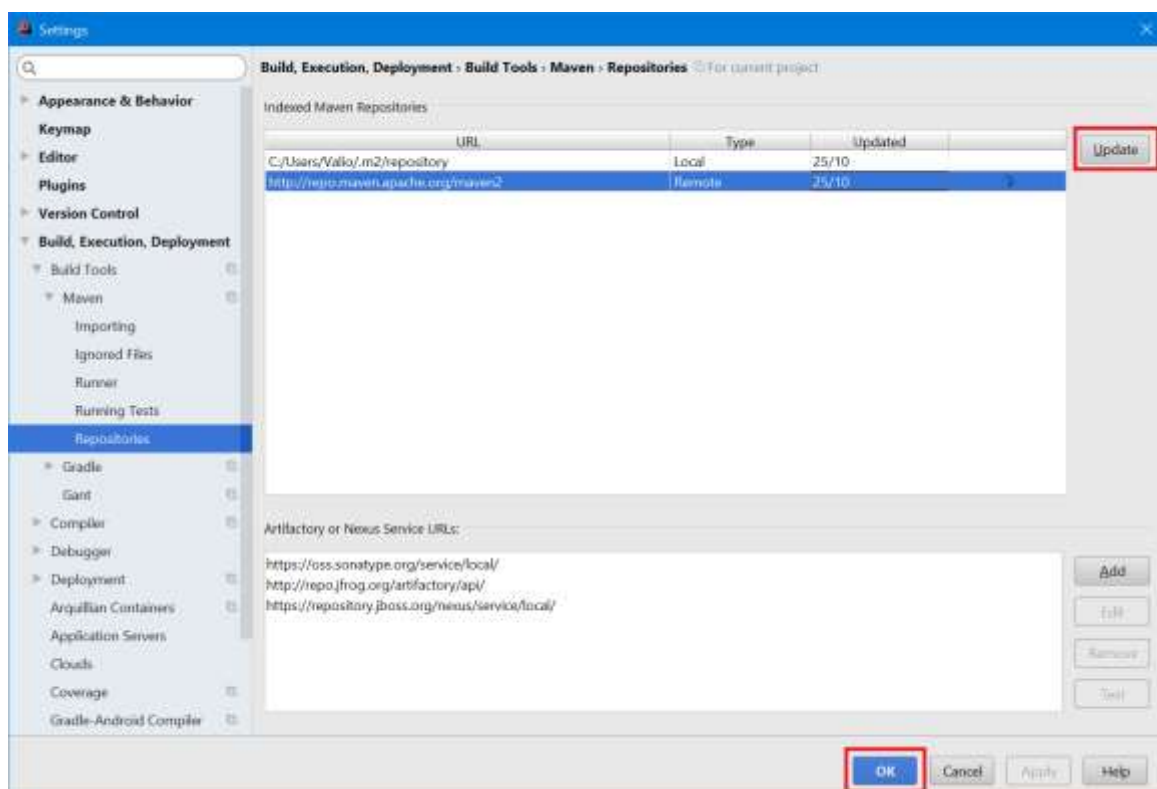 Settings
Build, Execution, Deployment › Build Tools › Maven › Repositories For current project
Appearance & Behavior
Keymap
Editor
Plugins
Version Control
Build, Execution, Deployment
Build Tools
Maven
Importing
Ignored Files
Runner
Running Tests
Repositories
Gradle
Gant
Compiler
Debugger
Deployment
Arquillian Containers
Application Servers
Clouds
Coverage
Gradle-Android Compiler
Indexed Maven Repositories
URL Type Updated
C:/Users/Valio/.m2/repository Local 25/10
http://repo.maven.apache.org/maven2 Remote 25/10
Update
Artifactory or Nexus Service URLs:
https://oss.sonatype.org/service/local/
http://repo.jfrog.org/artifactory/api/
https://repository.jboss.org/nexus/service/local/
Add
Edit
Remove
Test
OK Cancel Apply Help